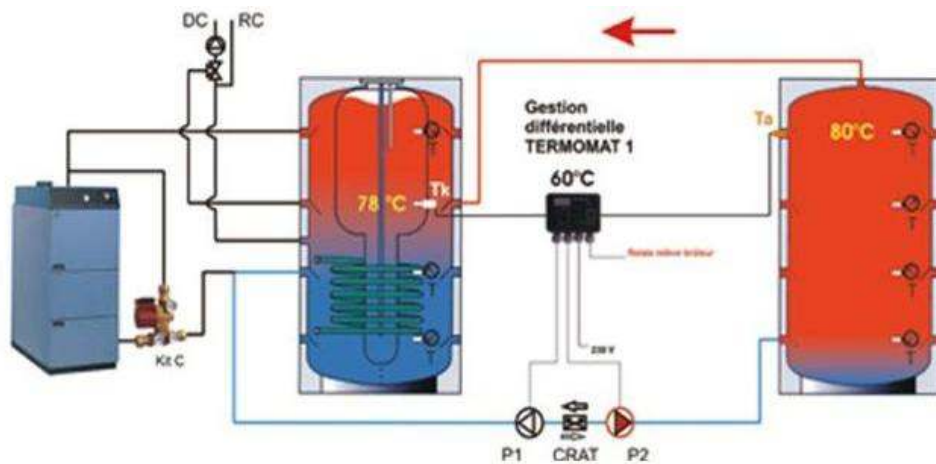 DC RC
Gestion
différentielle
TERMOMAT 1
60°C
Ta
80°C
T
T
Tk
78 °C
T
T
T
T
T
T
Kit C
230 V
P1 CRAT P2